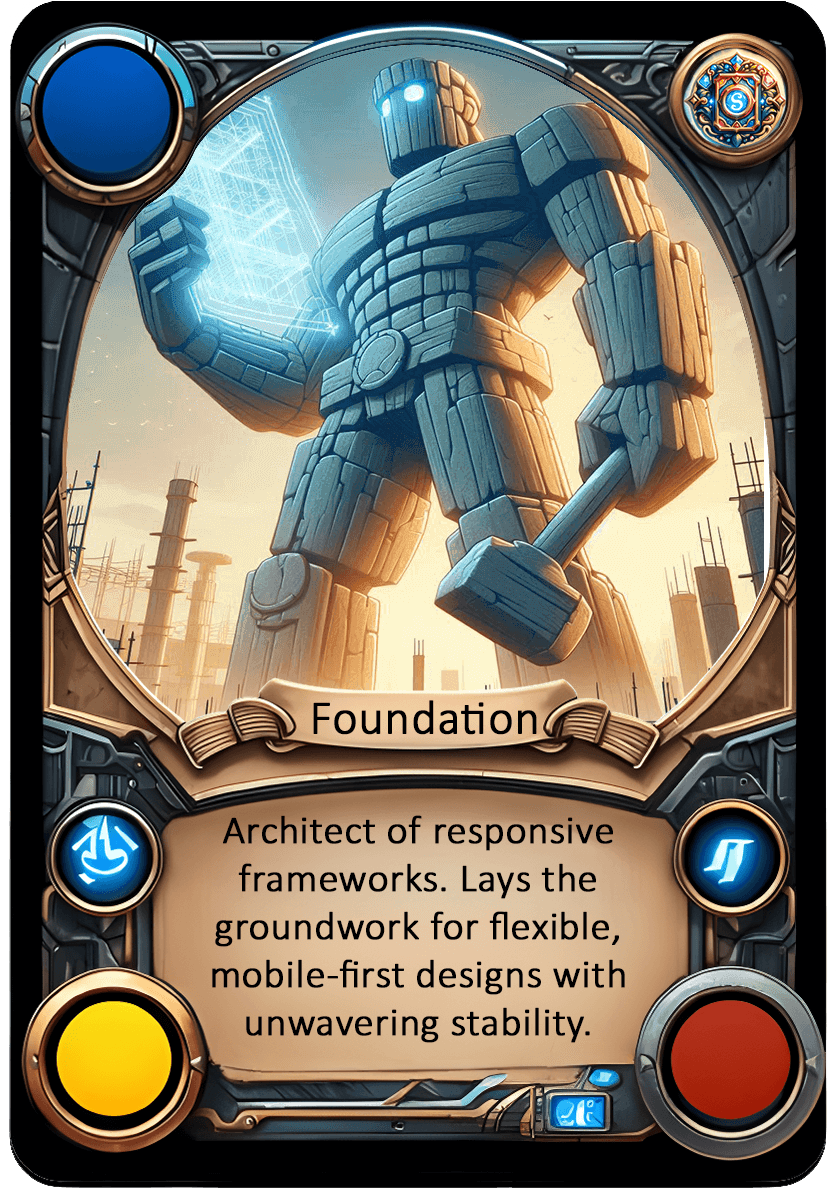 S
Foundation
Architect of responsive
frameworks. Lays the
groundwork for flexible,
mobile-first designs with
unwavering stability.